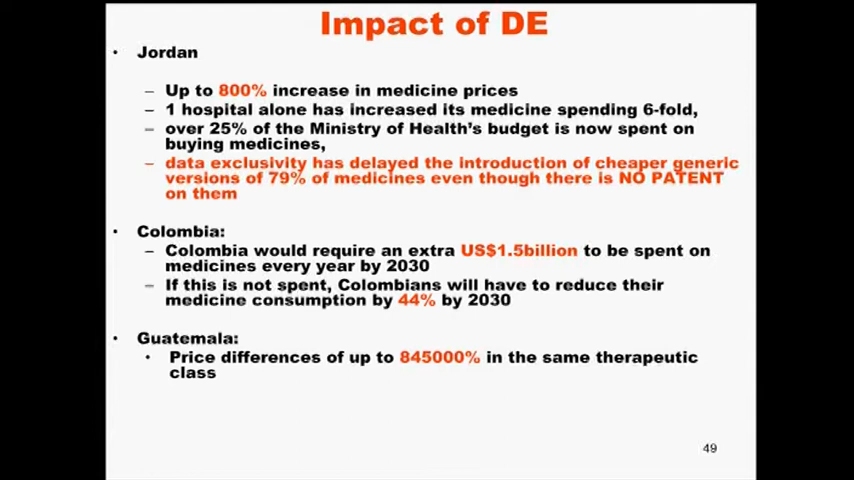 Impact of DE
• Jordan
– Up to 800% increase in medicine prices
– 1 hospital alone has increased its medicine spending 6-fold,
– over 25% of the Ministry of Health's budget is now spent on
buying medicines,
– data exclusivity has delayed the introduction of cheaper generic
versions of 79% of medicines even though there is NO PATENT
on them
• Colombia:
– Colombia would require an extra US$1.5billion to be spent on
medicines every year by 2030
– If this is not spent, Colombians will have to reduce their
medicine consumption by 44% by 2030
• Guatemala:
• Price differences of up to 845000% in the same therapeutic
class
49